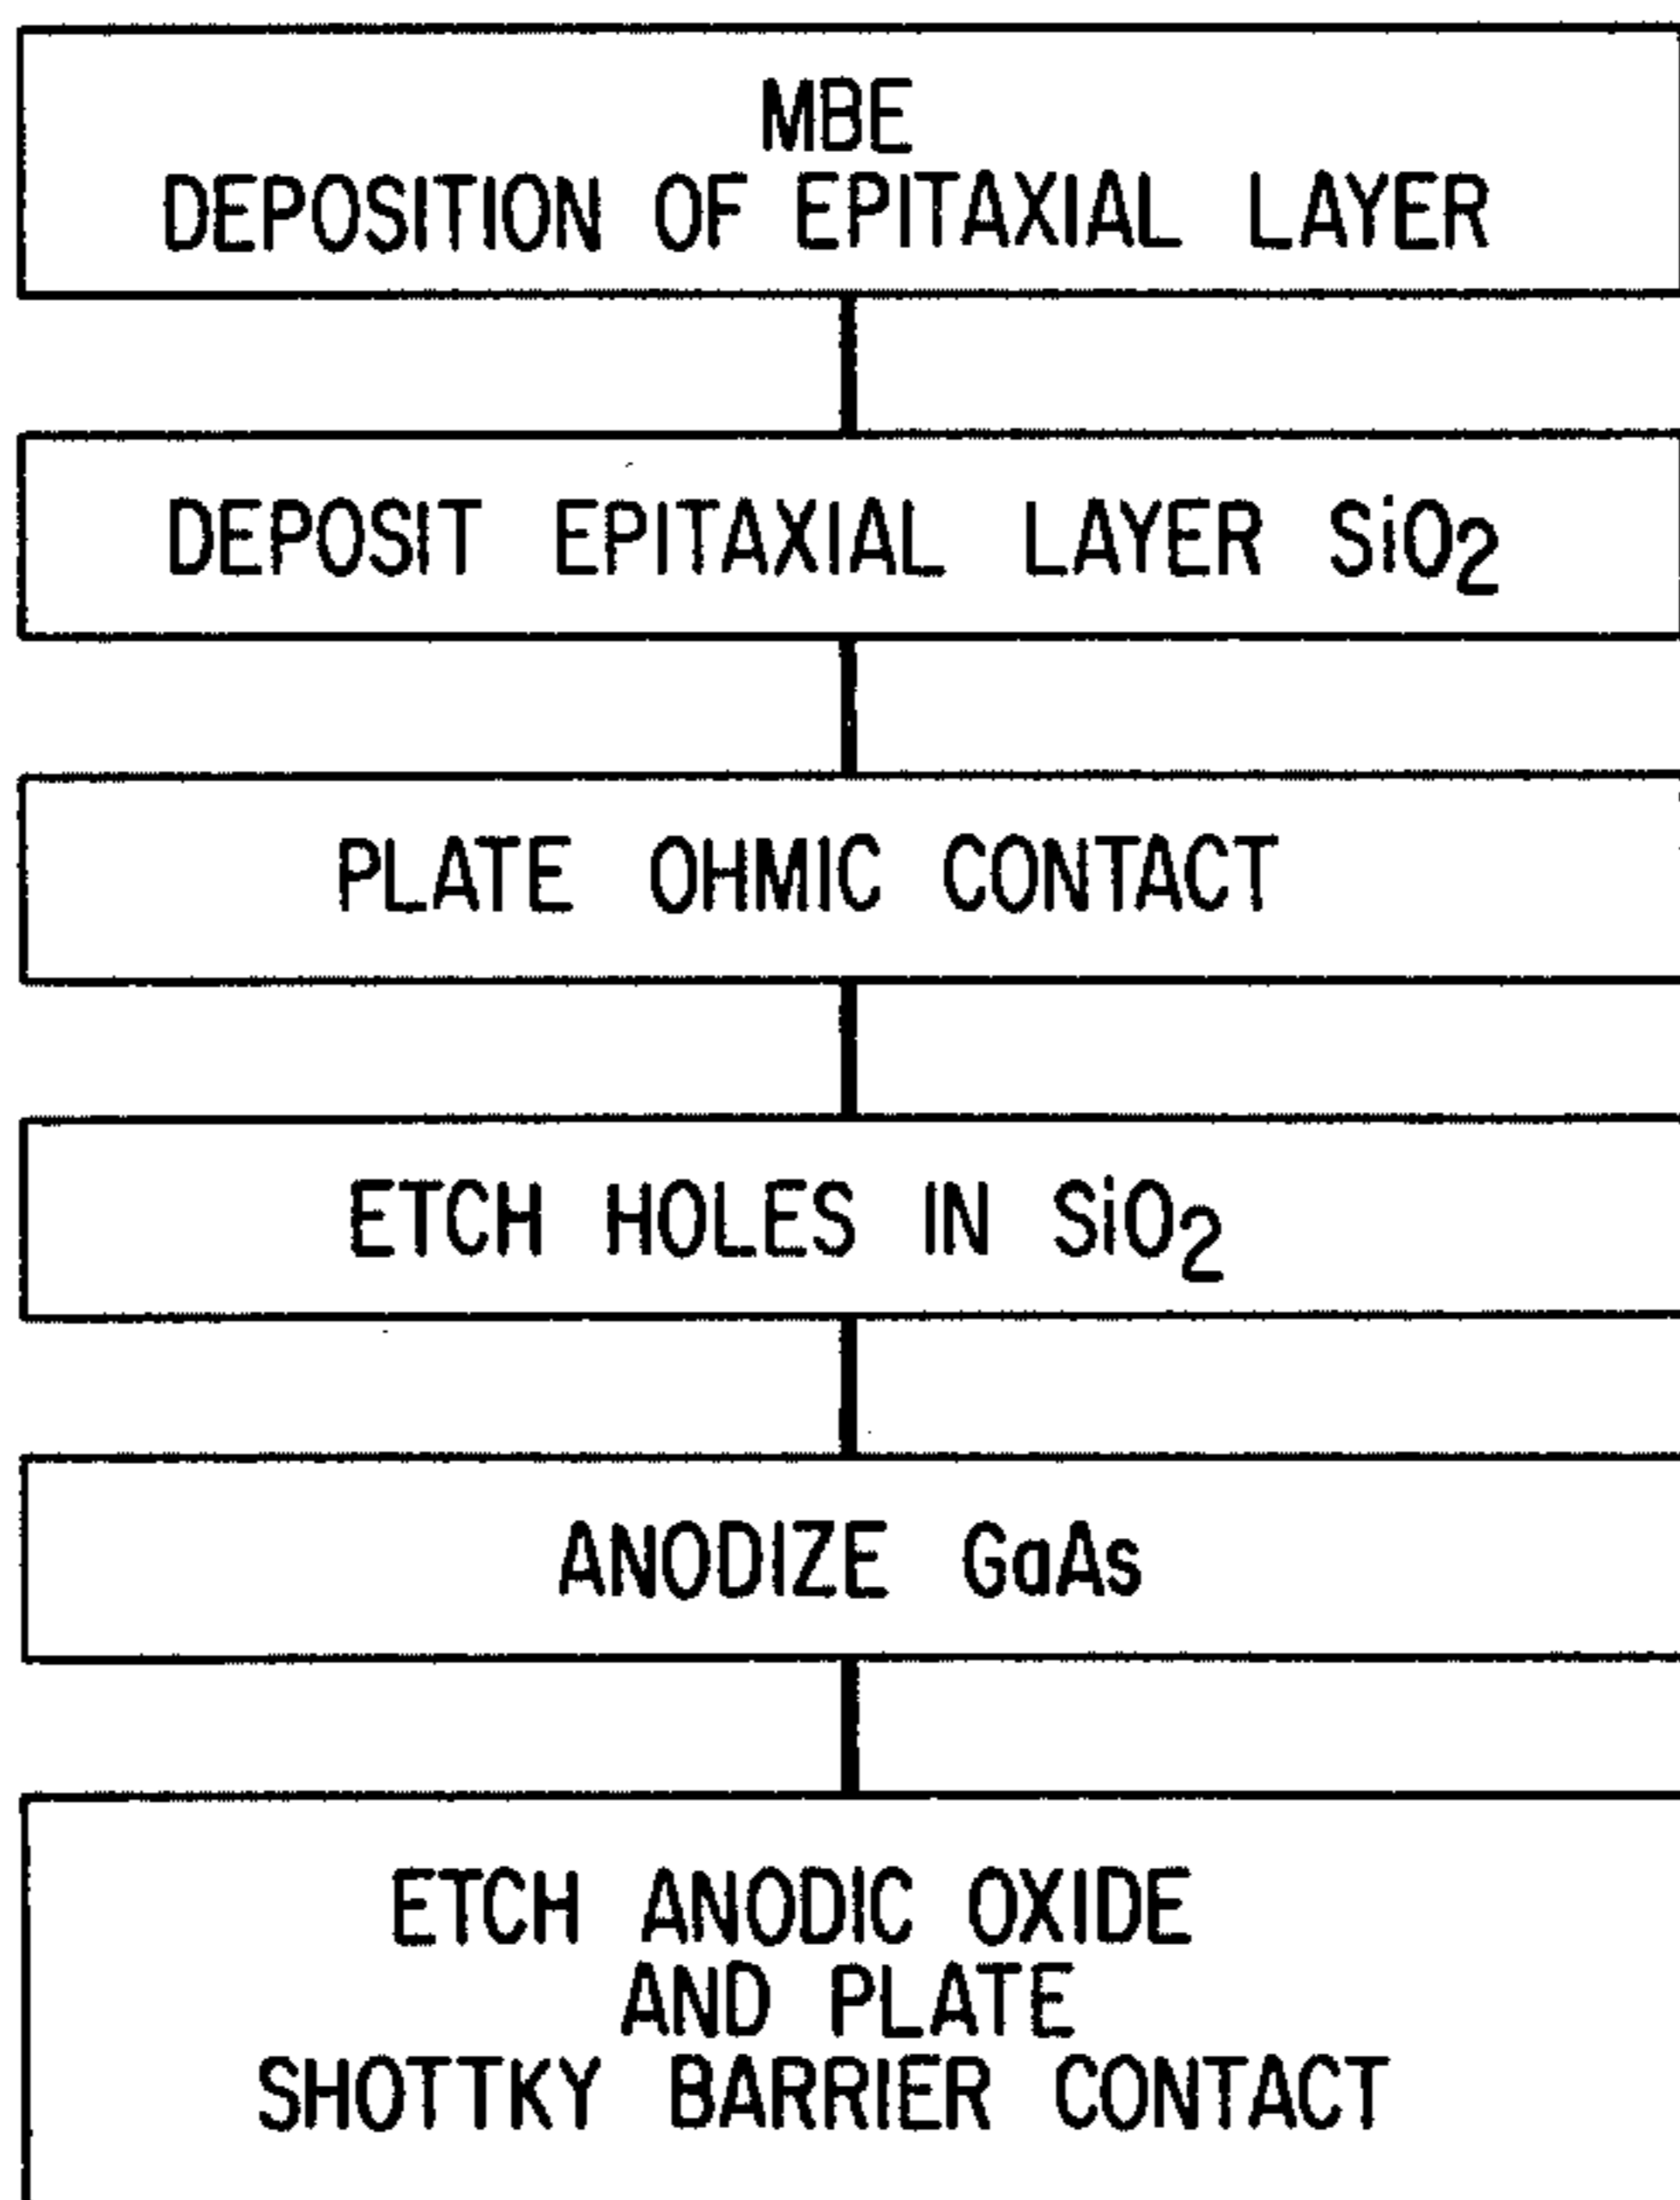 MBE
DEPOSITION OF EPITAXIAL LAYER
DEPOSIT EPITAXIAL LAYER SiO₂
PLATE OHMIC CONTACT
ETCH HOLES IN SiO₂
ANODIZE GaAs
ETCH ANODIC OXIDE
AND PLATE
SHOTTKY BARRIER CONTACT